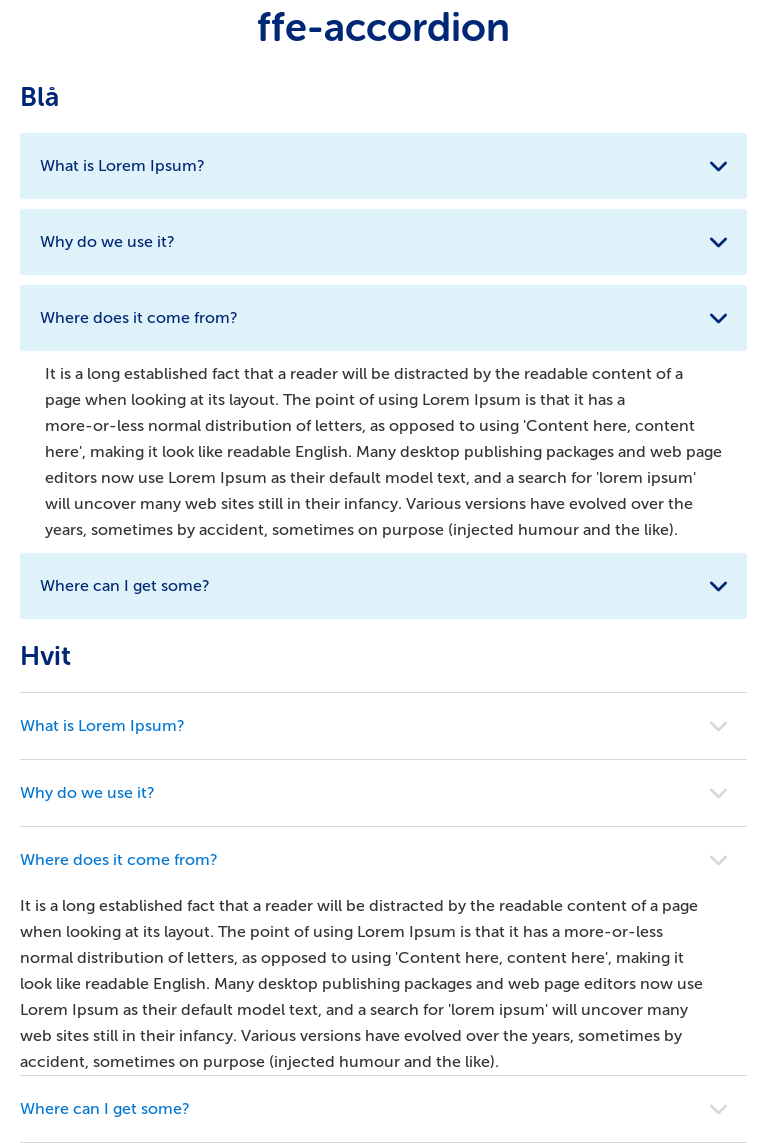 ffe-accordion
Blå
What is Lorem Ipsum?
Why do we use it?
Where does it come from?
It is a long established fact that a reader will be distracted by the readable content of a
page when looking at its layout. The point of using Lorem Ipsum is that it has a
more-or-less normal distribution of letters, as opposed to using 'Content here, content
here', making it look like readable English. Many desktop publishing packages and web page
editors now use Lorem Ipsum as their default model text, and a search for 'lorem ipsum'
will uncover many web sites still in their infancy. Various versions have evolved over the
years, sometimes by accident, sometimes on purpose (injected humour and the like).
Where can I get some?
Hvit
What is Lorem Ipsum?
Why do we use it?
Where does it come from?
It is a long established fact that a reader will be distracted by the readable content of a page
when looking at its layout. The point of using Lorem Ipsum is that it has a more-or-less
normal distribution of letters, as opposed to using 'Content here, content here', making it
look like readable English. Many desktop publishing packages and web page editors now use
Lorem Ipsum as their default model text, and a search for 'lorem ipsum' will uncover many
web sites still in their infancy. Various versions have evolved over the years, sometimes by
accident, sometimes on purpose (injected humour and the like).
Where can I get some?